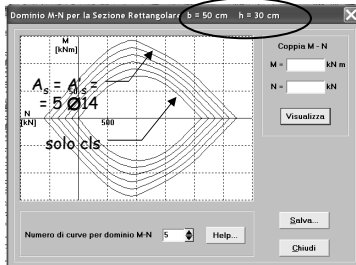 Dominio M-N per la Sezione Rettangolare b = 50 cm h = 30 cm
M
[kNm]
As = A's =
= 5 Ø14
N
[kN]
500
solo cls
Coppia M - N
M = kN m
N = kN
Visualizza
Numero di curve per dominio M-N 5 Help...
Salva...
Chiudi